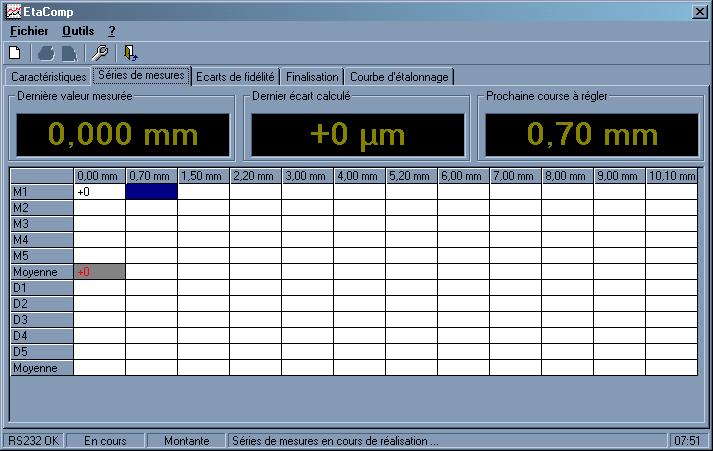 EtaComp
Fichier Outils ?
Caractéristiques Séries de mesures Ecarts de fidélité Finalisation Courbe d'étalonnage
Dernière valeur mesurée Dernier écart calculé Prochaine course à régler
0,000 mm +0 µm 0,70 mm
0,00 mm 0,70 mm 1,50 mm 2,20 mm 3,00 mm 4,00 mm 5,20 mm 6,00 mm 7,00 mm 8,00 mm 9,00 mm 10,10 mm
M1 +0
M2
M3
M4
M5
Moyenne +0
D1
D2
D3
D4
D5
Moyenne
RS232 OK En cours Montante Séries de mesures en cours de réalisation ... 07:51